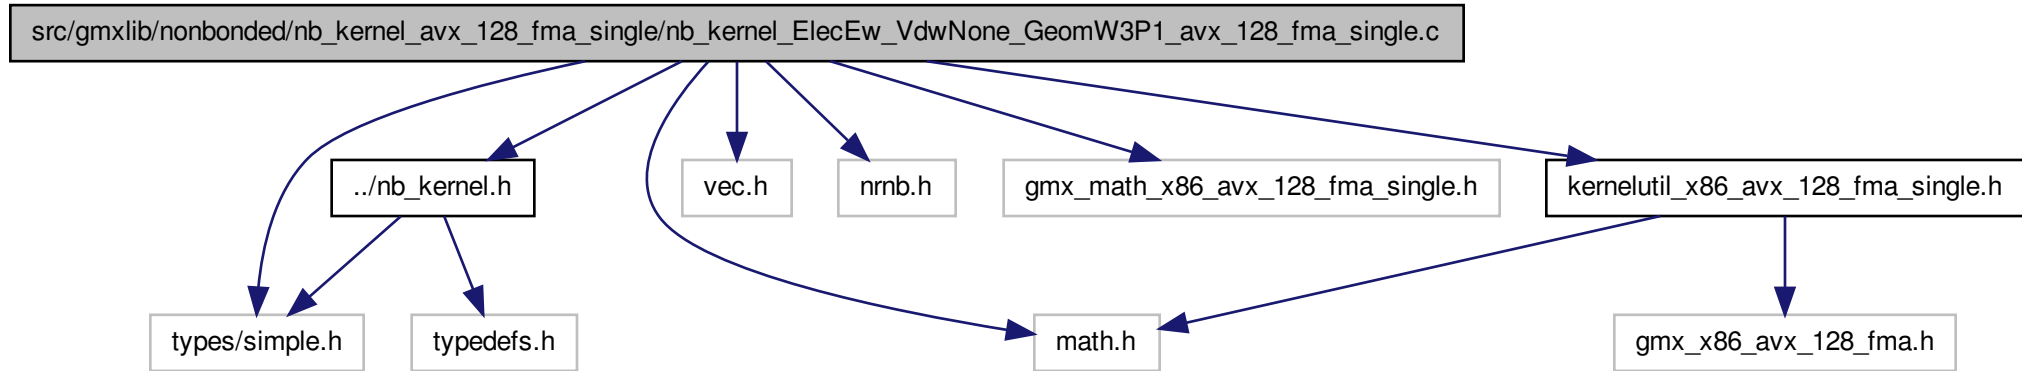 src/gmxlib/nonbonded/nb_kernel_avx_128_fma_single/nb_kernel_ElecEw_VdwNone_GeomW3P1_avx_128_fma_single.c
../nb_kernel.h
vec.h
nrnb.h
gmx_math_x86_avx_128_fma_single.h
kernelutil_x86_avx_128_fma_single.h
types/simple.h
typedefs.h
math.h
gmx_x86_avx_128_fma.h